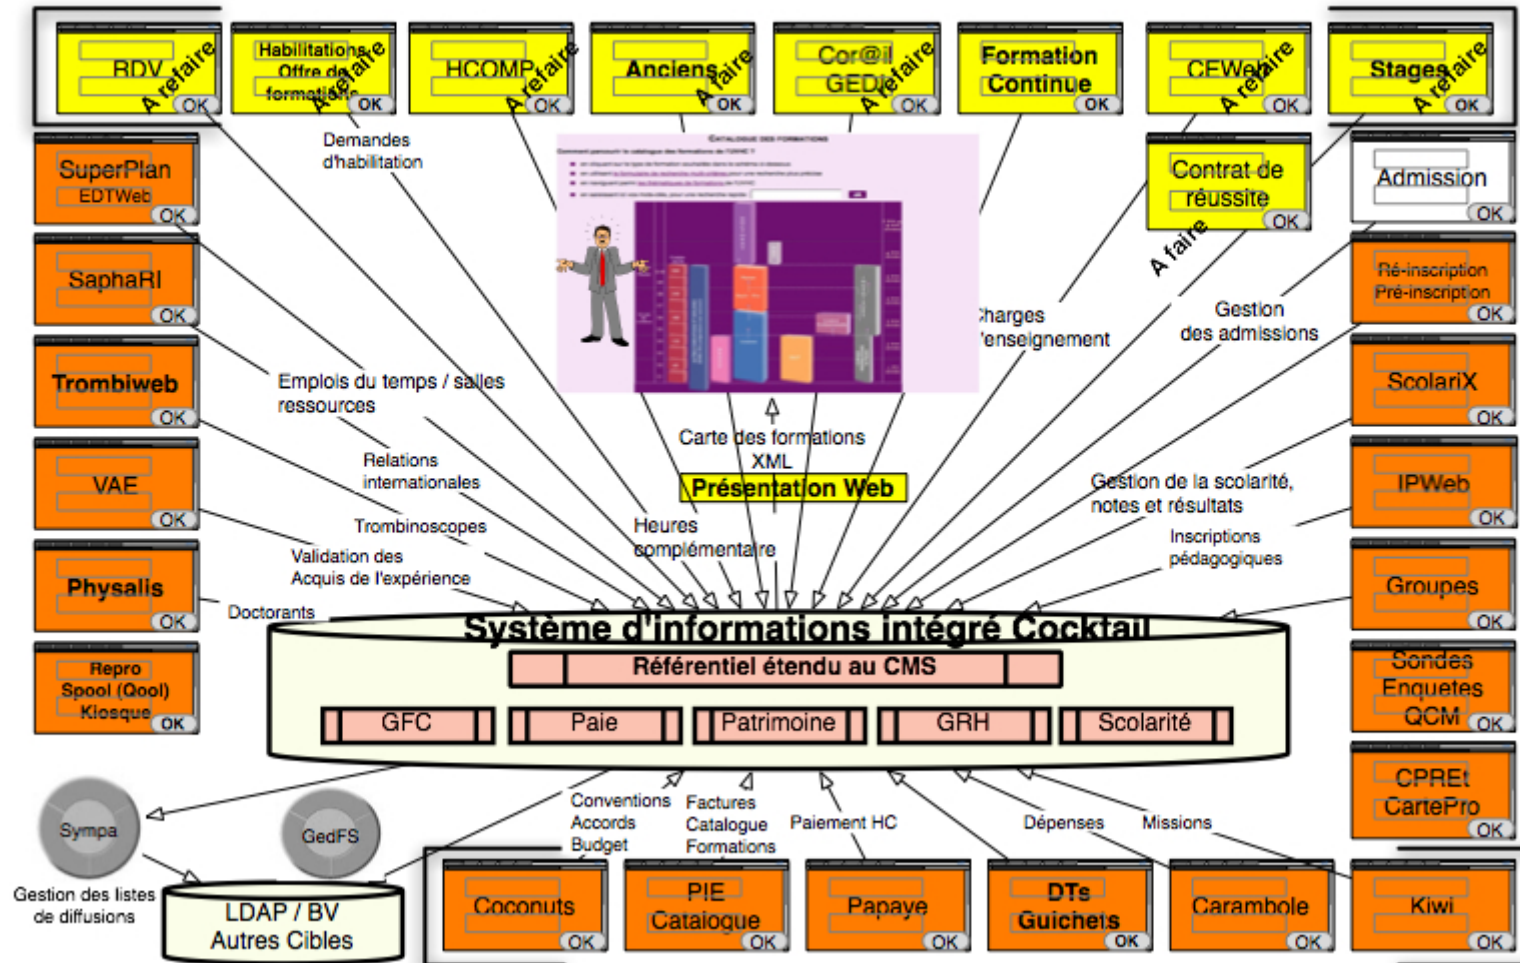 RDV
A refaire
OK
Habilitations
Offre de
formations
A refaire
OK
HCOMP
A refaire
OK
Anciens
A faire
OK
Cor@il
GEDI
A refaire
OK
Formation
Continue
OK
CEWeb
A refaire
OK
Stages
A refaire
OK
SuperPlan
EDTWeb
OK
Demandes
d'habilitation
CATALOGUE DES FORMATIONS
Contrat de
réussite
OK
A faire
Admission
OK
SaphaRI
OK
Ré-inscription
Pré-inscription
OK
Charges
'enseignement
Gestion
des admissions
Trombiweb
OK
Emplois du temps / salles
ressources
ScolariX
OK
VAE
OK
Relations
internationales
Carte des formations
XML
Présentation Web
Gestion de la scolarité,
notes et résultats
IPWeb
OK
Trombinoscopes
Heures
complémentaire
Inscriptions
pédagogiques
Validation des
Acquis de l'expérience
Physalis
OK
Doctorants
Groupes
OK
Système d'informations intégré Cocktail
Référentiel étendu au CMS
GFC
Paie
Patrimoine
GRH
Scolarité
Repro
Spool (Qool)
Kiosque
OK
Sondes
Enquetes
QCM
OK
CPREt
CartePro
OK
Sympa
GedFS
Conventions
Accords
Budget
Factures
Catalogue
Formations
Paiement HC
Dépenses
Missions
Gestion des listes
de diffusions
LDAP / BV
Autres Cibles
Coconuts
OK
PIE
Catalogue
OK
Papaye
OK
DTs
Guichets
OK
Carambole
OK
Kiwi
OK